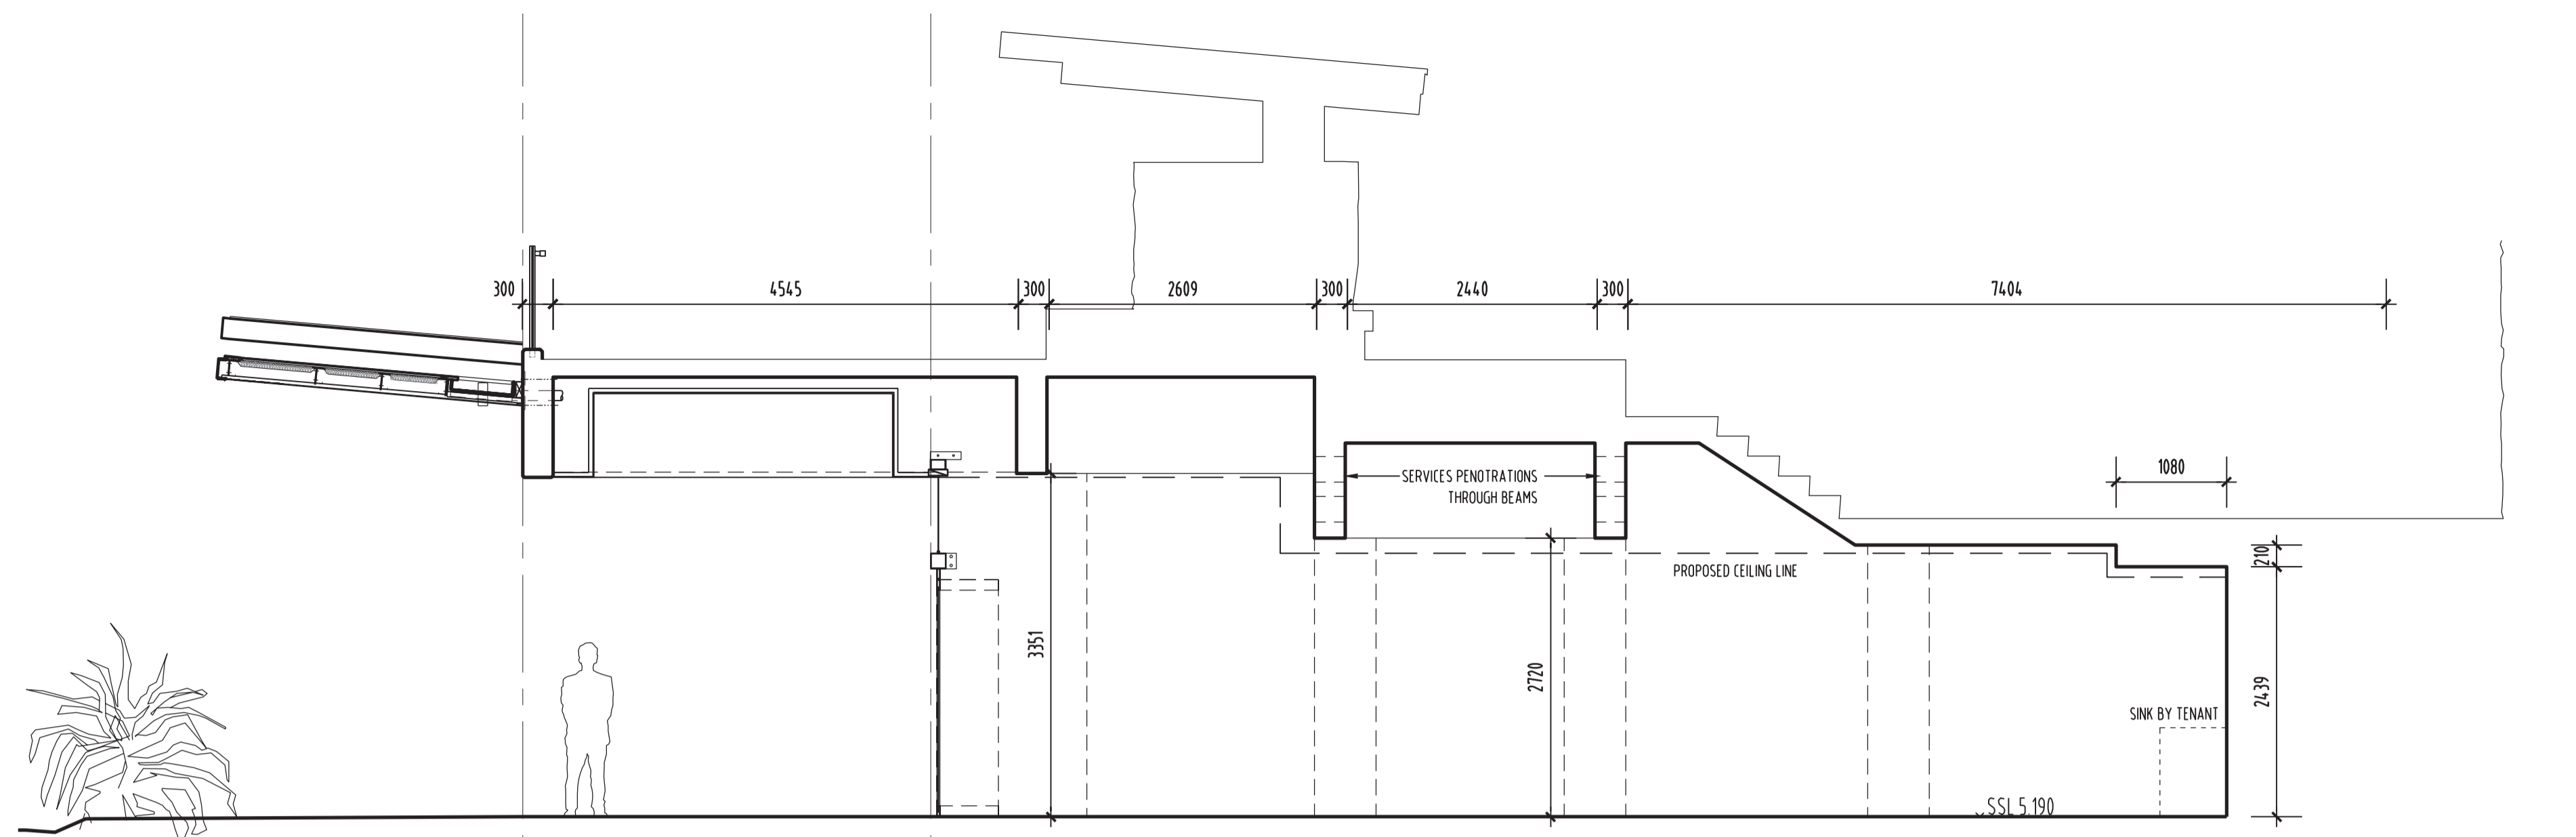 300
4545
300
2609
300
2440
300
7404
1080
SERVICES PENOTRATIONS
THROUGH BEAMS
210
PROPOSED CEILING LINE
3351
2720
2439
SINK BY TENANT
SSL 5.190